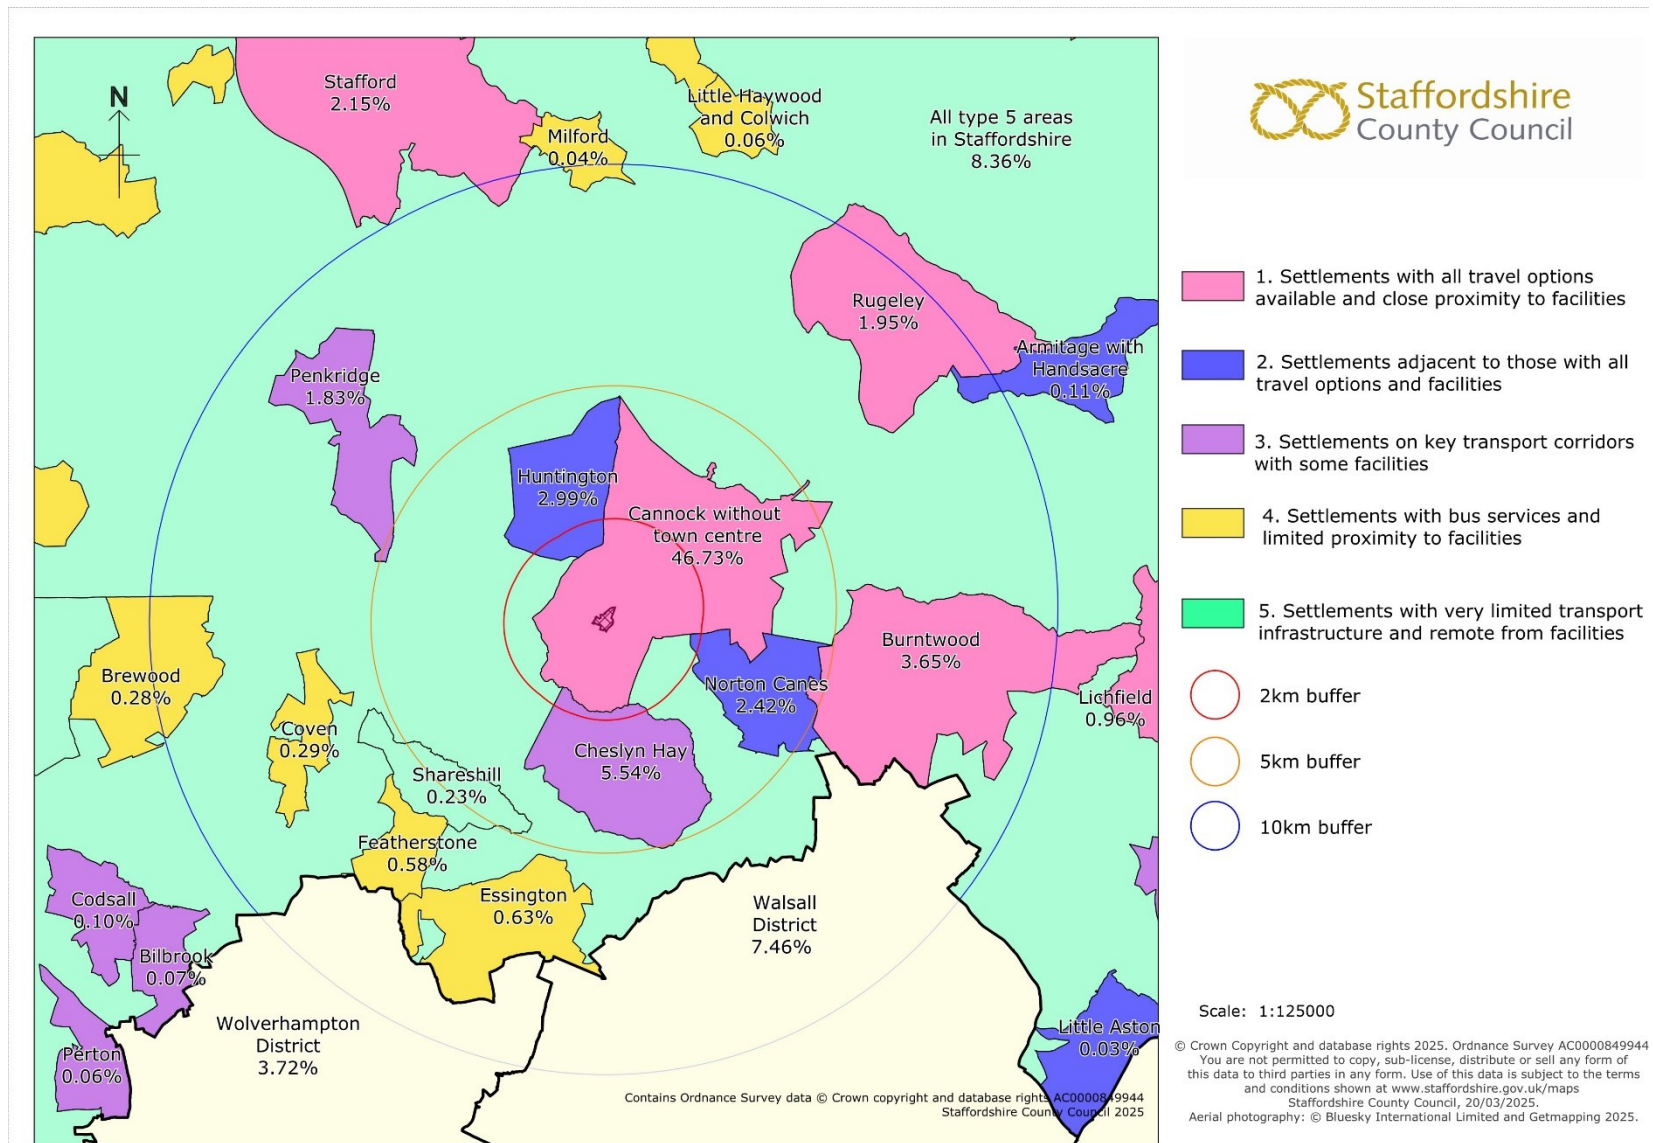 N
Stafford
2.15%
Milford
0.04%
Little Haywood
and Colwich
0.06%
All type 5 areas
in Staffordshire
8.36%
Rugeley
1.95%
Armitage with
Handsacre
0.11%
Penkridge
1.83%
Huntington
2.99%
Cannock without
town centre
46.73%
Brewood
0.28%
Coven
0.29%
Norton Canes
2.42%
Burntwood
3.65%
Lichfield
0.96%
Cheslyn Hay
5.54%
Shareshill
0.23%
Featherstone
0.58%
Essington
0.63%
Codsall
0.10%
Bilbrook
0.07%
Perton
0.06%
Wolverhampton
District
3.72%
Walsall
District
7.46%
Little Aston
0.03%
Contains Ordnance Survey data © Crown copyright and database rights AC0000849944
Staffordshire County Council 2025
Staffordshire
County Council
1. Settlements with all travel options
available and close proximity to facilities
2. Settlements adjacent to those with all
travel options and facilities
3. Settlements on key transport corridors
with some facilities
4. Settlements with bus services and
limited proximity to facilities
5. Settlements with very limited transport
infrastructure and remote from facilities
2km buffer
5km buffer
10km buffer
Scale: 1:125000
© Crown Copyright and database rights 2025. Ordnance Survey AC0000849944
You are not permitted to copy, sub-license, distribute or sell any form of
this data to third parties in any form. Use of this data is subject to the terms
and conditions shown at www.staffordshire.gov.uk/maps
Staffordshire County Council, 20/03/2025.
Aerial photography: © Bluesky International Limited and Getmapping 2025.